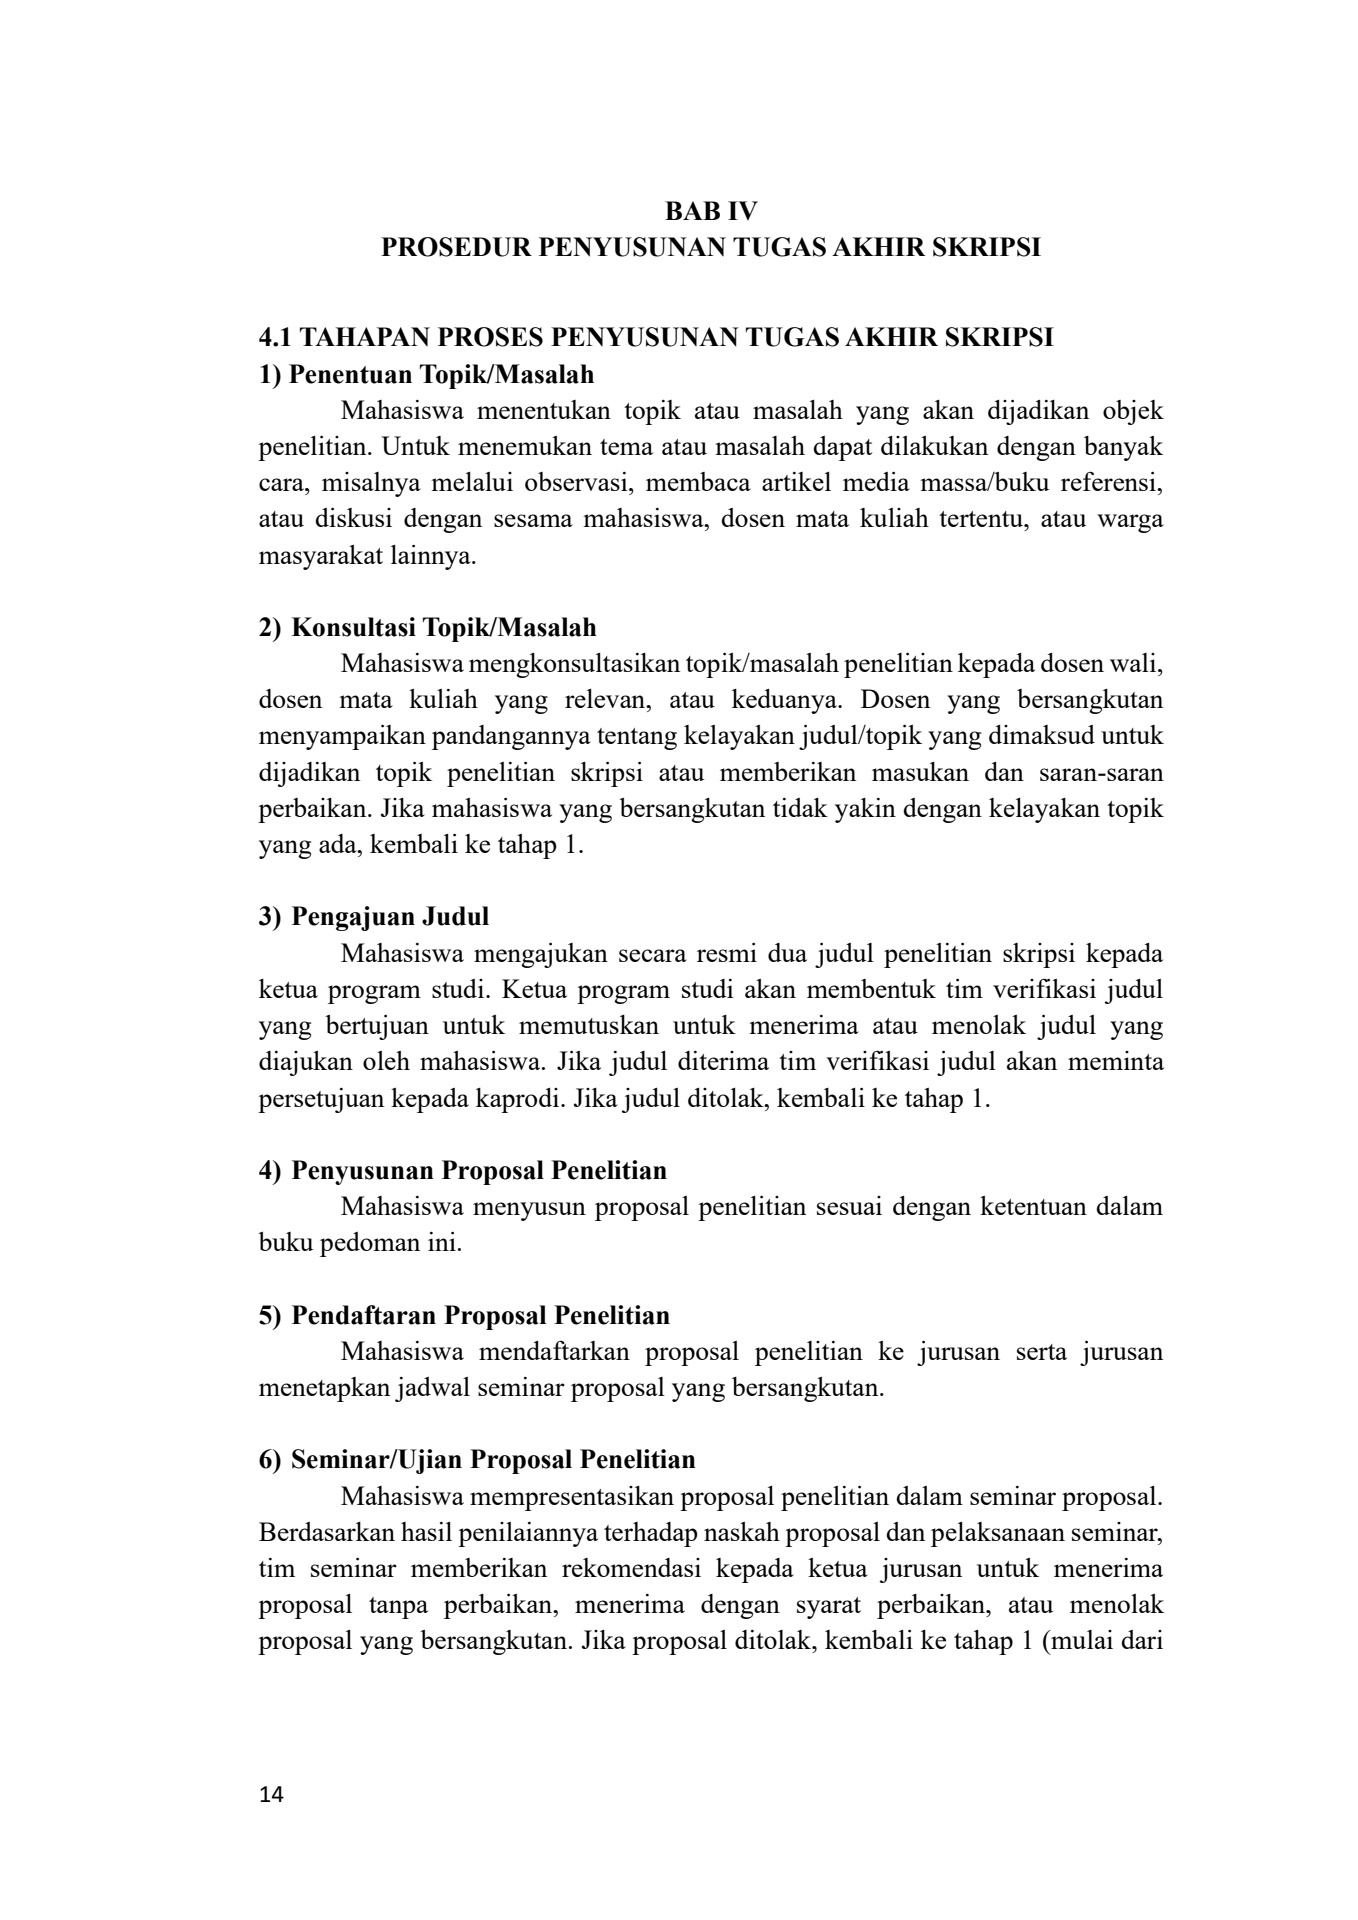 BAB IV
PROSEDUR PENYUSUNAN TUGAS AKHIR SKRIPSI
4.1 TAHAPAN PROSES PENYUSUNAN TUGAS AKHIR SKRIPSI
1) Penentuan Topik/Masalah
Mahasiswa menentukan topik atau masalah yang akan dijadikan objek
penelitian. Untuk menemukan tema atau masalah dapat dilakukan dengan banyak
cara, misalnya melalui observasi, membaca artikel media massa/buku referensi,
atau diskusi dengan sesama mahasiswa, dosen mata kuliah tertentu, atau warga
masyarakat lainnya.
2) Konsultasi Topik/Masalah
Mahasiswa mengkonsultasikan topik/masalah penelitian kepada dosen wali,
dosen mata kuliah yang relevan, atau keduanya. Dosen yang bersangkutan
menyampaikan pandangannya tentang kelayakan judul/topik yang dimaksud untuk
dijadikan topik penelitian skripsi atau memberikan masukan dan saran-saran
perbaikan. Jika mahasiswa yang bersangkutan tidak yakin dengan kelayakan topik
yang ada, kembali ke tahap 1.
3) Pengajuan Judul
Mahasiswa mengajukan secara resmi dua judul penelitian skripsi kepada
ketua program studi. Ketua program studi akan membentuk tim verifikasi judul
yang bertujuan untuk memutuskan untuk menerima atau menolak judul yang
diajukan oleh mahasiswa. Jika judul diterima tim verifikasi judul akan meminta
persetujuan kepada kaprodi. Jika judul ditolak, kembali ke tahap 1.
4) Penyusunan Proposal Penelitian
Mahasiswa menyusun proposal penelitian sesuai dengan ketentuan dalam
buku pedoman ini.
5) Pendaftaran Proposal Penelitian
Mahasiswa mendaftarkan proposal penelitian ke jurusan serta jurusan
menetapkan jadwal seminar proposal yang bersangkutan.
6) Seminar/Ujian Proposal Penelitian
Mahasiswa mempresentasikan proposal penelitian dalam seminar proposal.
Berdasarkan hasil penilaiannya terhadap naskah proposal dan pelaksanaan seminar,
tim seminar memberikan rekomendasi kepada ketua jurusan untuk menerima
proposal tanpa perbaikan, menerima dengan syarat perbaikan, atau menolak
proposal yang bersangkutan. Jika proposal ditolak, kembali ke tahap 1 (mulai dari
14